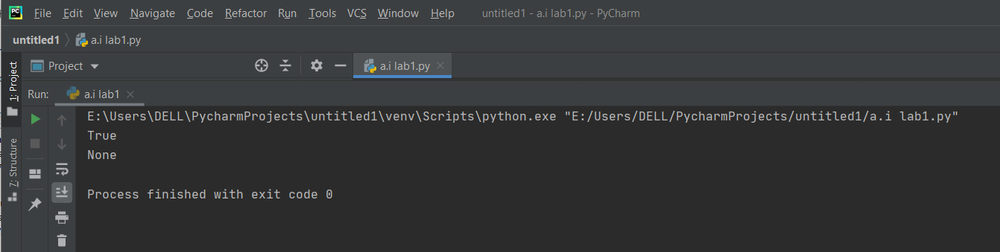 PC File Edit View Navigate Code Refactor Run Tools VCS Window Help untitled1 - a.i lab1.py - PyCharm
untitled1 a.i lab1.py
1: Project
Project a.i lab1.py
Run: a.i lab1
E:\Users\DELL\PycharmProjects\untitled1\venv\Scripts\python.exe "E:/Users/DELL/PycharmProjects/untitled1/a.i lab1.py"
True
None
7: Structure
Process finished with exit code 0